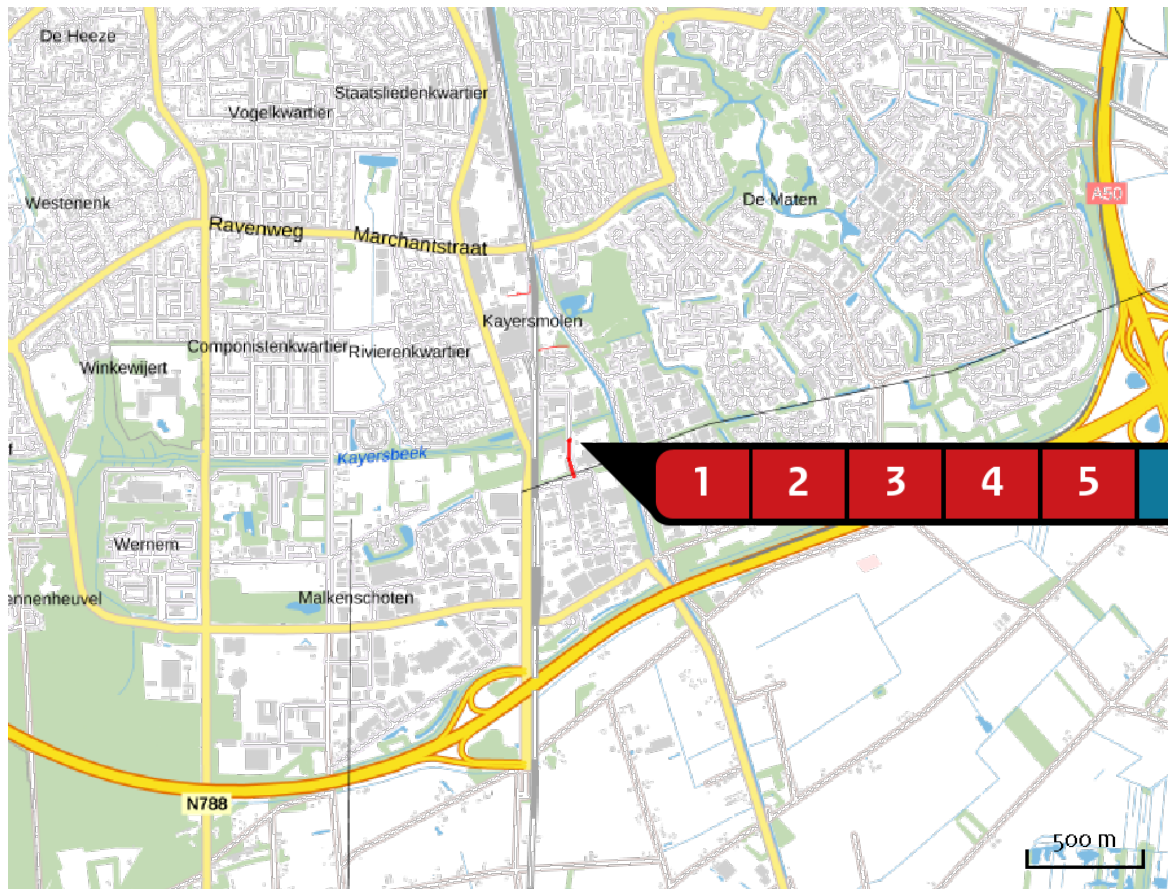 De Heeze
Staatsliedenkwartier
Vogelkwartier
A50
De Maten
Westenenk
Ravenweg
Marchantstraat
Kayersmolen
Componistenkwartier
Rivierenkwartier
Winkewijert
f
Kayersbeek
1 2 3 4 5
Wernem
ennenheuvel
Malkenschoten
N788
500 m